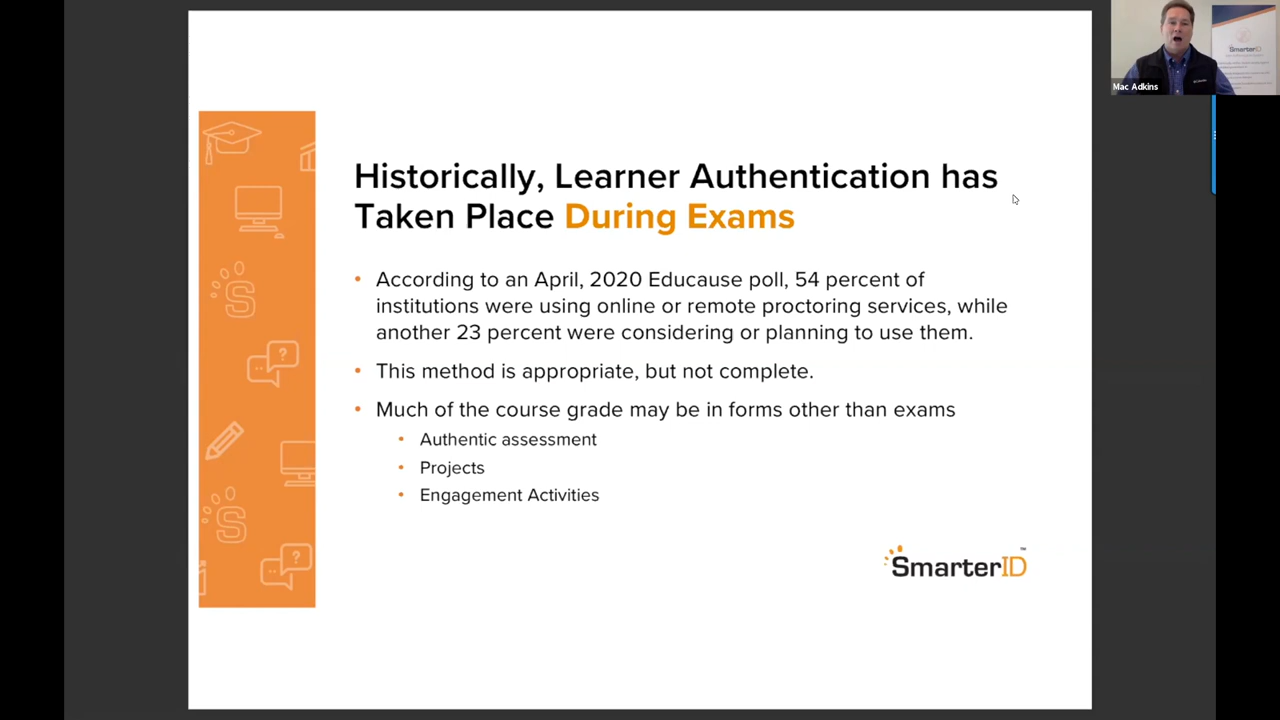 Historically, Learner Authentication has
Taken Place During Exams
• According to an April, 2020 Educause poll, 54 percent of
institutions were using online or remote proctoring services, while
another 23 percent were considering or planning to use them.
• This method is appropriate, but not complete.
• Much of the course grade may be in forms other than exams
• Authentic assessment
• Projects
• Engagement Activities
SmarterID™
SmarterID
Mac Adkins